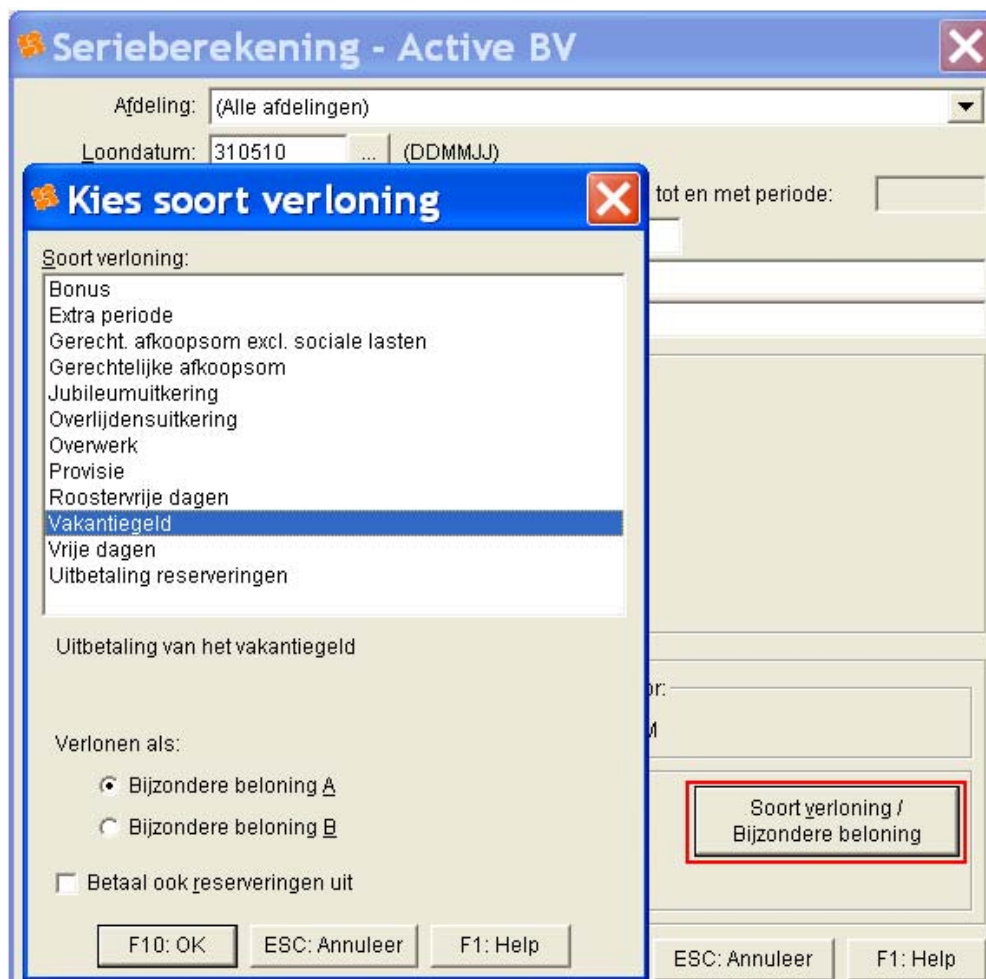 Serieberekening - Active BV
Afdeling: (Alle afdelingen)
Loondatum: 310510 ... (DDMMJJ)
tot en met periode:
Kies soort verloning
Soort verloning:
Bonus
Extra periode
Gerecht. afkoopsom excl. sociale lasten
Gerechtelijke afkoopsom
Jubileumuitkering
Overlijdensuitkering
Overwerk
Provisie
Roostervrije dagen
Vakantiegeld
Vrije dagen
Uitbetaling reserveringen
Uitbetaling van het vakantiegeld
Verlonen als:
Bijzondere beloning A
Bijzondere beloning B
Betaal ook reserveringen uit
F10: OK ESC: Annuleer F1: Help
Soort verloning /
Bijzondere beloning
ESC: Annuleer F1: Help